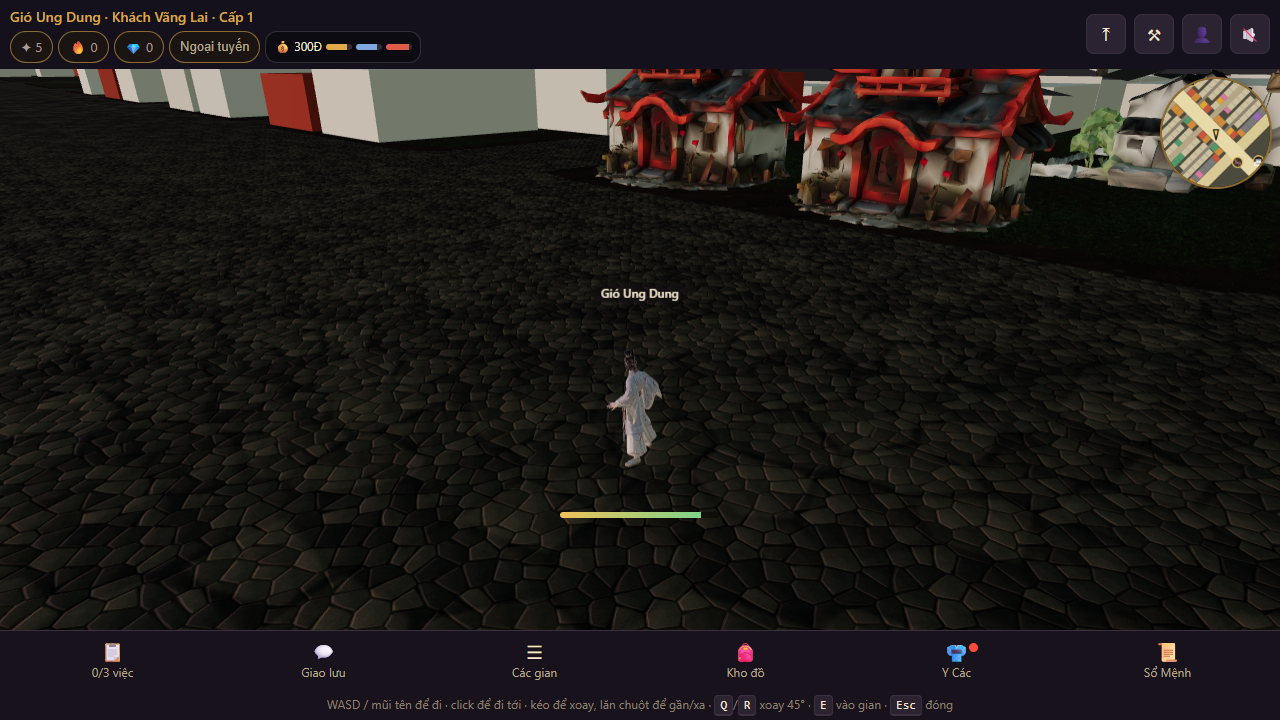 Gió Ung Dung · Khách Vãng Lai · Cấp 1
✦ 5 🔥 0 💎 0 Ngoại tuyến 💰 300Đ
Gió Ung Dung
0/3 việc
Giao lưu
Các gian
Kho đồ
Y Các
Sổ Mệnh
WASD / mũi tên để đi · click để đi tới · kéo để xoay, lăn chuột để gần/xa · Q/R xoay 45° · E vào gian · Esc đóng